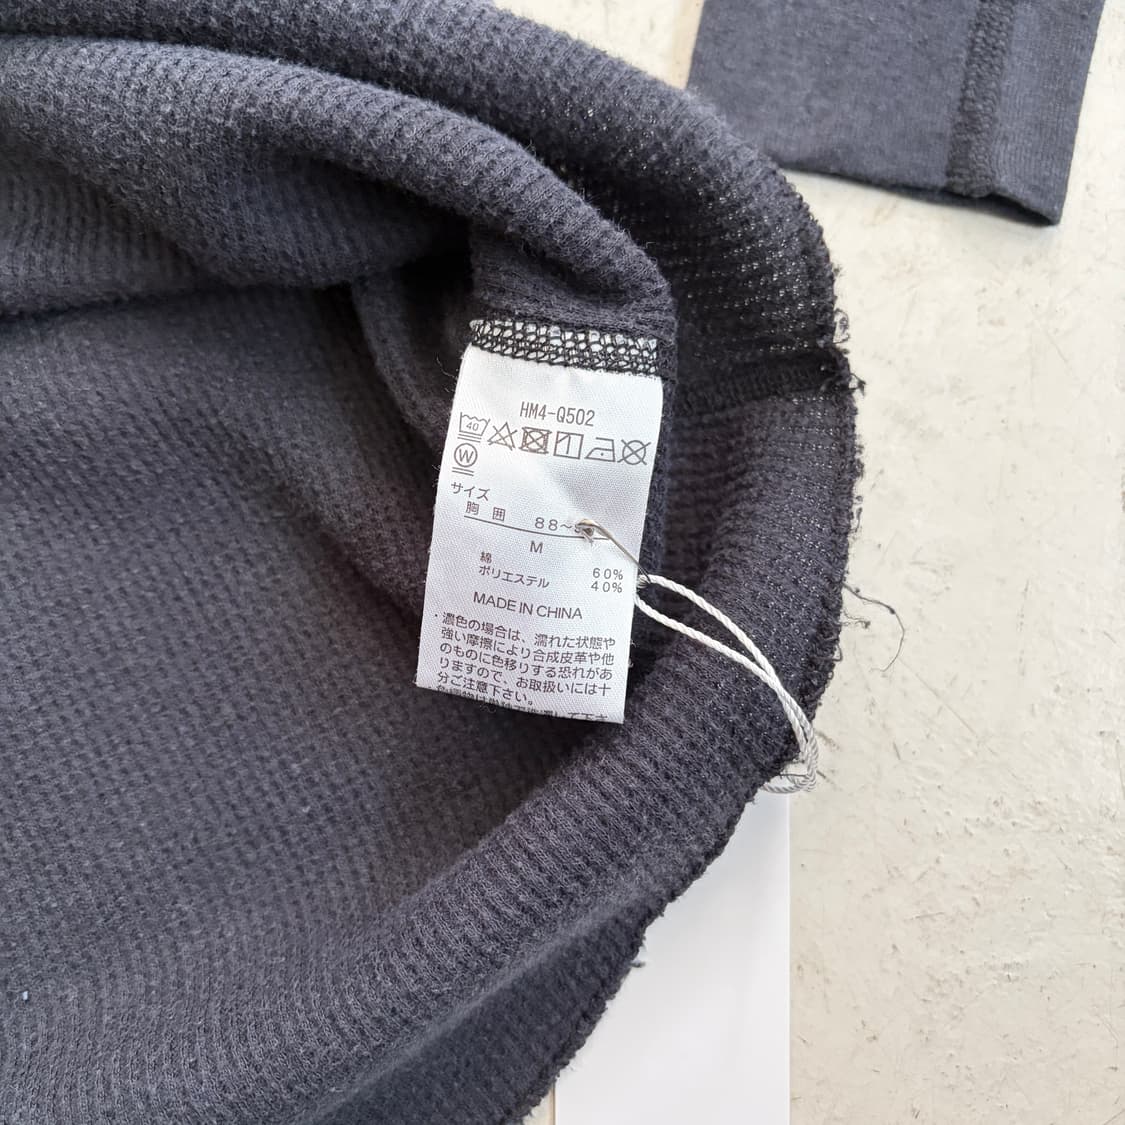 HM4-Q502
40
W
サイズ
胸 囲 88〜
M
綿 60%
ポリエステル 40%
MADE IN CHINA
・濃色の場合は、濡れた状態や
強い摩擦により合成皮革や他
のものに色移りする恐れがあ
りますので、お取扱いには十
分ご注意下さい。